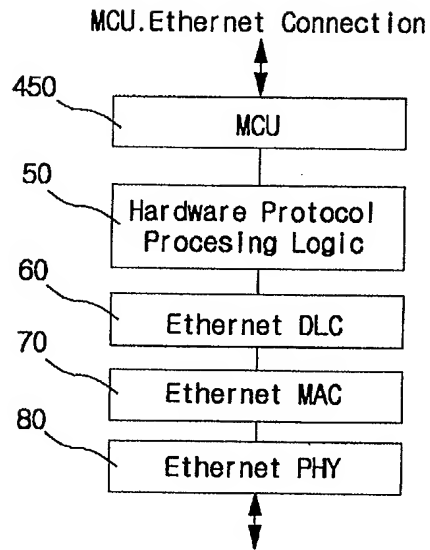 MCU.Ethernet Connection
450
MCU
50
Hardware Protocol
Procesing Logic
60
Ethernet DLC
70
Ethernet MAC
80
Ethernet PHY